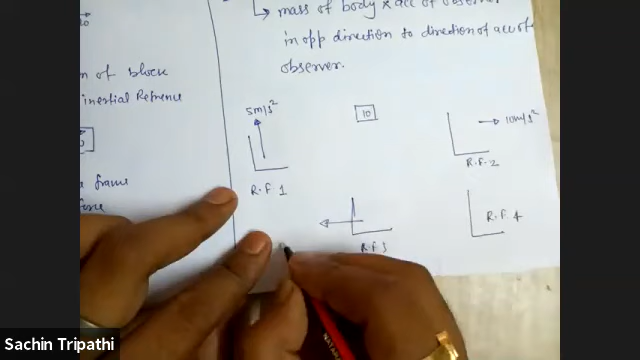 mass of body x acc of observer
in opp direction to direction of acc of
observer.
n of block
inertial Refrence
frame
5m/s²
10
10m/s²
R.F 1
R.F 2
R.F 3
R.F. 4
Sachin Tripathi